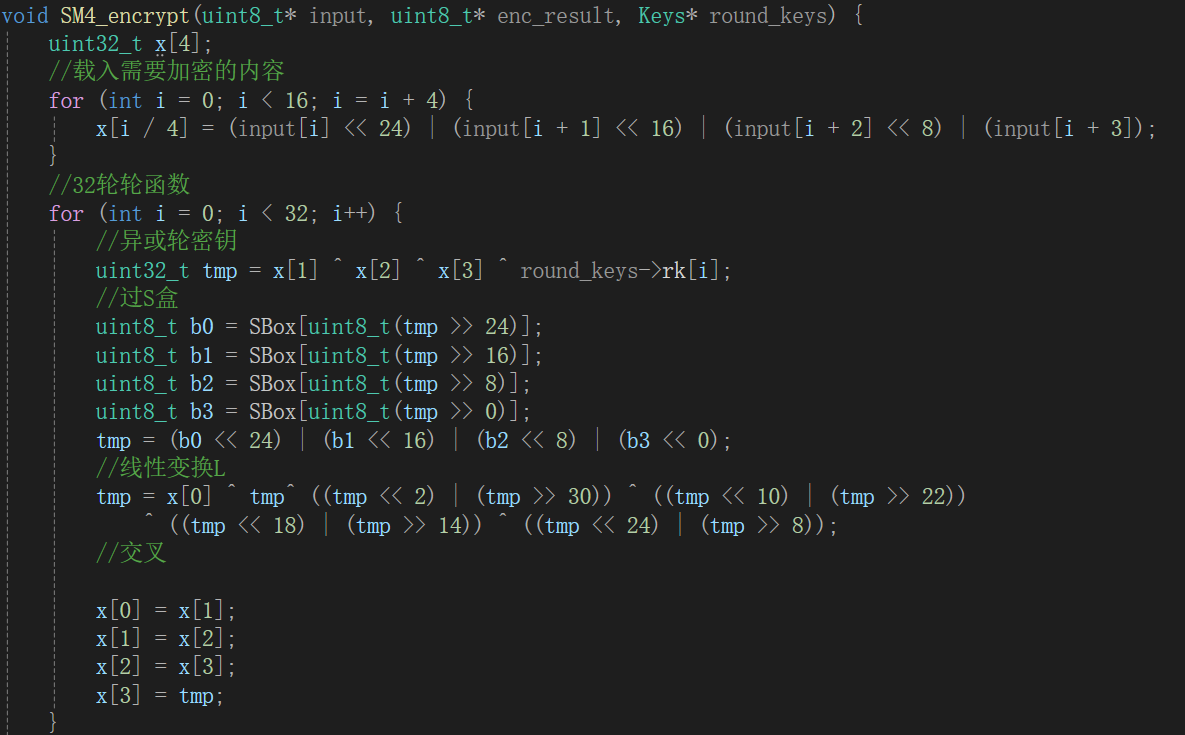 void SM4_encrypt(uint8_t* input, uint8_t* enc_result, Keys* round_keys) {
    uint32_t x[4];
    //载入需要加密的内容
    for (int i = 0; i < 16; i = i + 4) {
        x[i / 4] = (input[i] << 24) | (input[i + 1] << 16) | (input[i + 2] << 8) | (input[i + 3]);
    }
    //32轮轮函数
    for (int i = 0; i < 32; i++) {
        //异或轮密钥
        uint32_t tmp = x[1] ^ x[2] ^ x[3] ^ round_keys->rk[i];
        //过S盒
        uint8_t b0 = SBox[uint8_t(tmp >> 24)];
        uint8_t b1 = SBox[uint8_t(tmp >> 16)];
        uint8_t b2 = SBox[uint8_t(tmp >> 8)];
        uint8_t b3 = SBox[uint8_t(tmp >> 0)];
        tmp = (b0 << 24) | (b1 << 16) | (b2 << 8) | (b3 << 0);
        //线性变换L
        tmp = x[0] ^ tmp^ ((tmp << 2) | (tmp >> 30)) ^ ((tmp << 10) | (tmp >> 22))
            ^ ((tmp << 18) | (tmp >> 14)) ^ ((tmp << 24) | (tmp >> 8));
        //交叉
        x[0] = x[1];
        x[1] = x[2];
        x[2] = x[3];
        x[3] = tmp;
    }